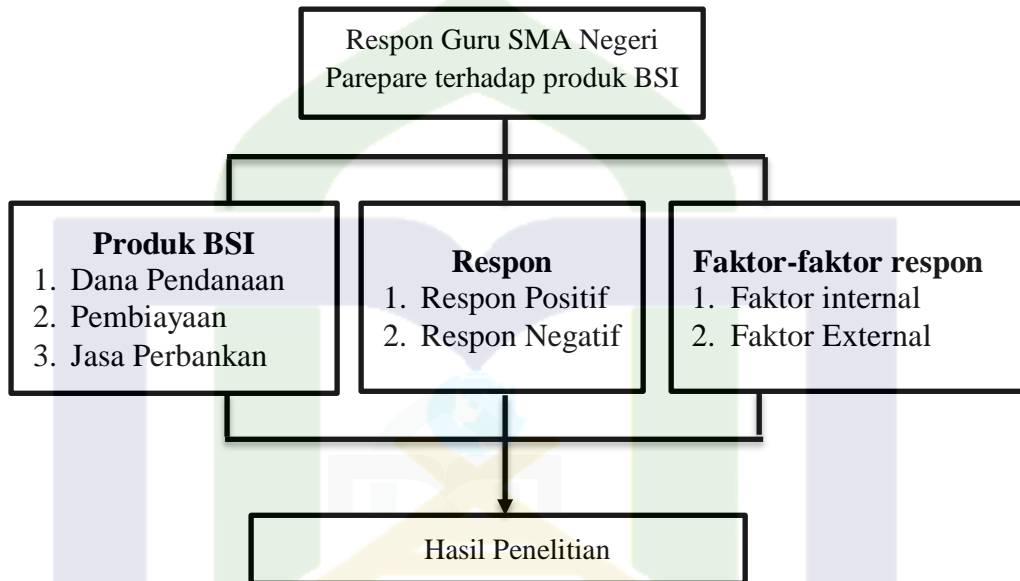 Respon Guru SMA Negeri
Parepare terhadap produk BSI
Produk BSI
1. Dana Pendanaan
2. Pembiayaan
3. Jasa Perbankan
Respon
1. Respon Positif
2. Respon Negatif
Faktor-faktor respon
1. Faktor internal
2. Faktor External
Hasil Penelitian